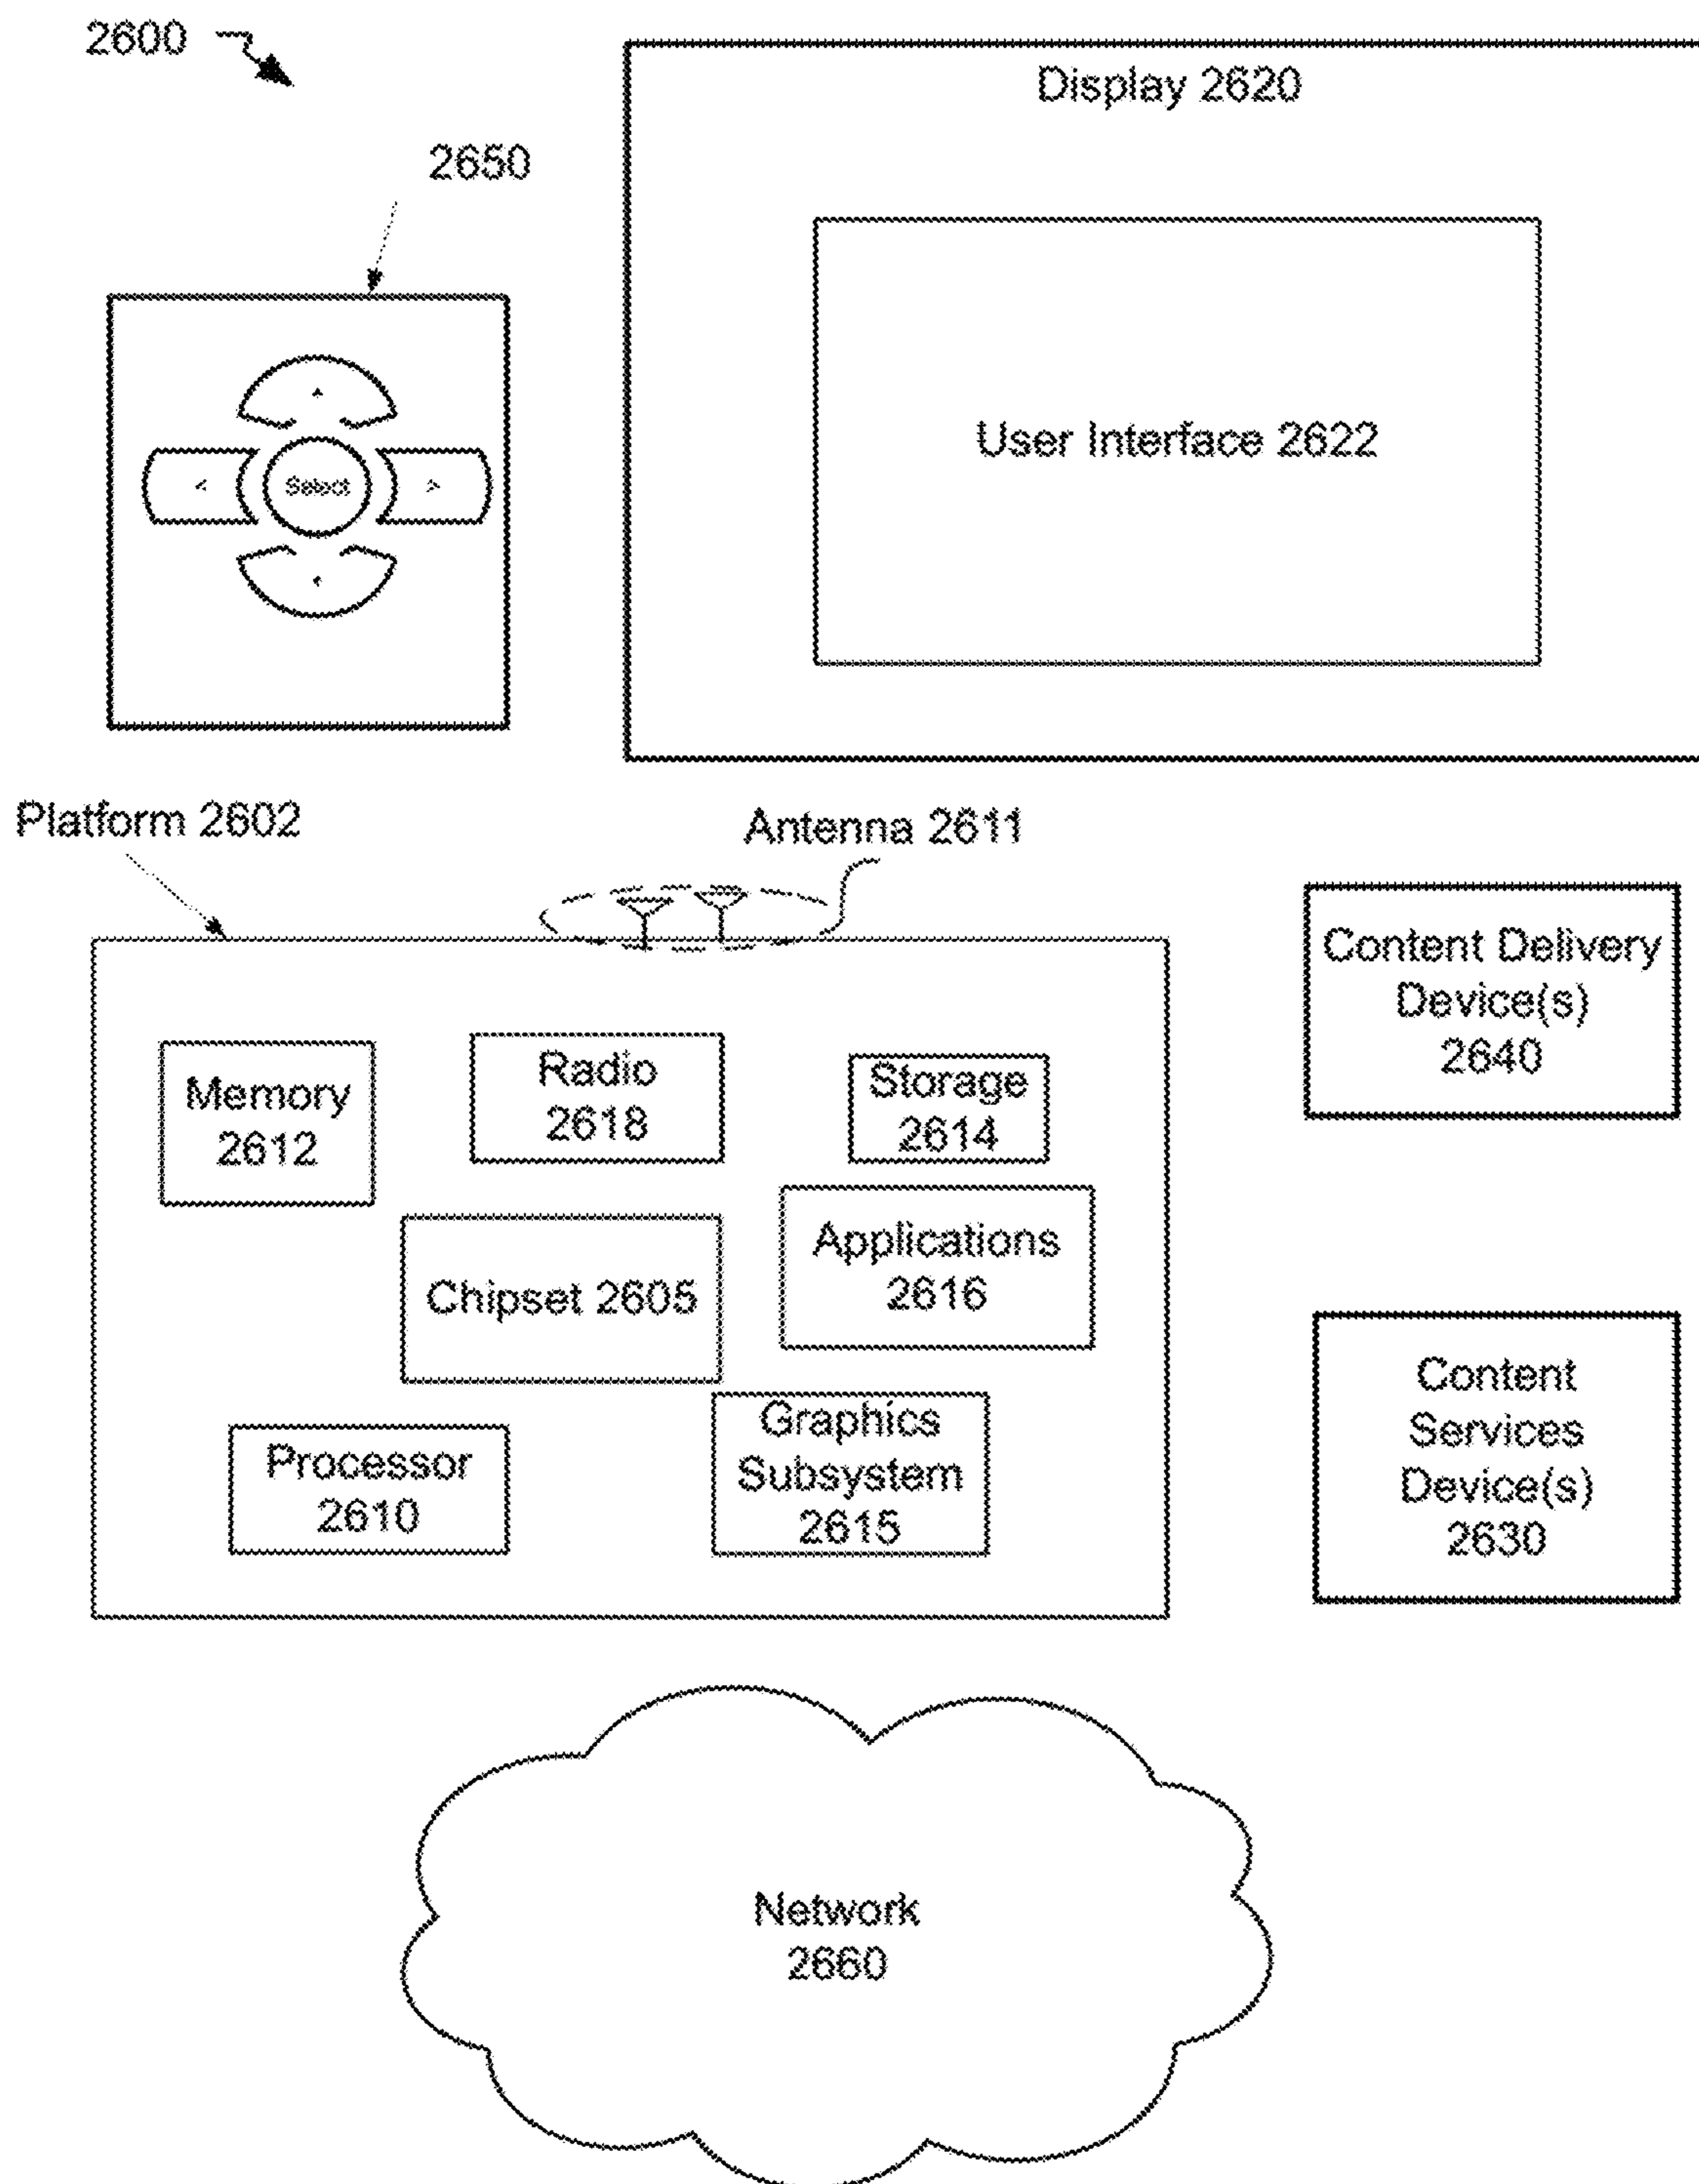 2600
Display 2620
2650
User Interface 2622
<
Select
>
Platform 2602
Antenna 2611
Content Delivery
Device(s)
2640
Memory
2612
Radio
2618
Storage
2614
Chipset 2605
Applications
2616
Content
Services
Device(s)
2630
Processor
2610
Graphics
Subsystem
2615
Network
2660